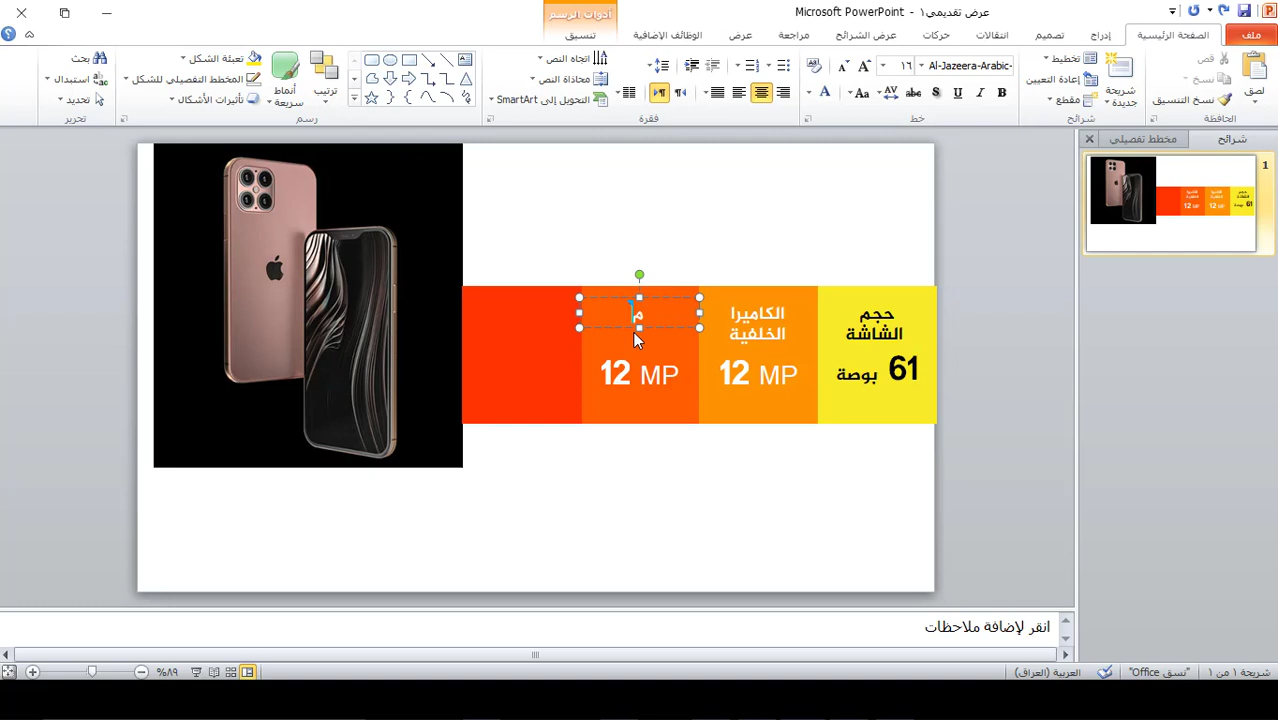 عرض تقديمي١ - Microsoft PowerPoint
أدوات الرسم
ملف
الصفحة الرئيسية
إدراج
تصميم
انتقالات
حركات
عرض الشرائح
مراجعة
عرض
الوظائف الإضافية
تنسيق
لصق
قص
نسخ
نسخ التنسيق
الحافظة
شريحة جديدة
تخطيط
إعادة التعيين
مقطع
شرائح
Al-Jazeera-Arabic-
١٦
خط
اتجاه النص
محاذاة النص
التحويل إلى SmartArt
فقرة
ترتيب
أنماط سريعة
تعبئة الشكل
المخطط التفصيلي للشكل
تأثيرات الأشكال
رسم
بحث
استبدال
تحديد
تحرير
شرائح
مخطط تفصيلي
1
حجم
الشاشة
61 بوصة
الكاميرا
الخلفية
12 MP
م
12 MP
انقر لإضافة ملاحظات
شريحة ١ من ١
"نسق Office"
العربية (العراق)
٨٩%